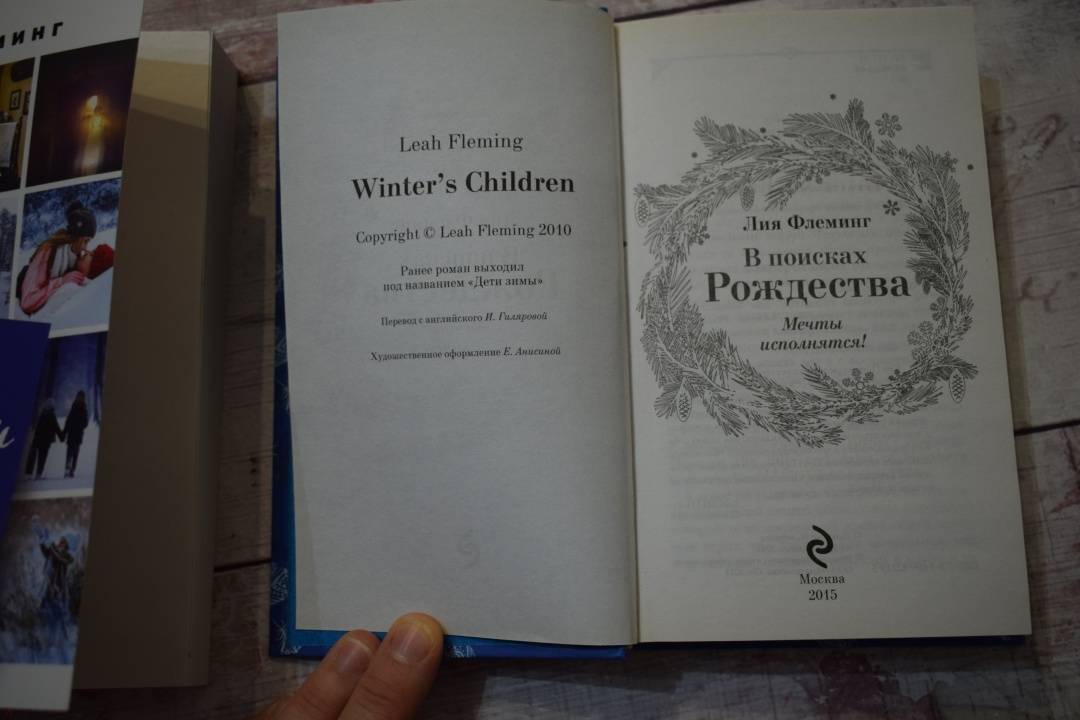 Leah Fleming
Winter's Children
Copyright © Leah Fleming 2010
Ранее роман выходил
под названием «Дети зимы»
Перевод с английского И. Гиляровой
Художественное оформление Е. Анисиной
Лия Флеминг
В поисках
Рождества
Мечты
исполнятся!
Москва
2015